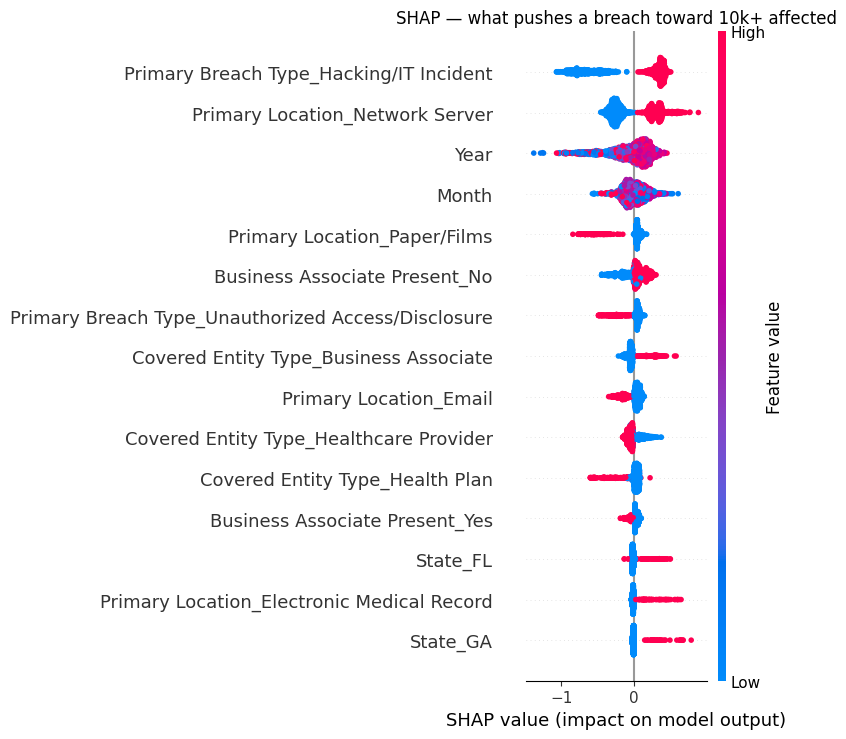 SHAP — what pushes a breach toward 10k+ affected
High
Primary Breach Type_Hacking/IT Incident
Primary Location_Network Server
Year
Month
Primary Location_Paper/Films
Business Associate Present_No
Primary Breach Type_Unauthorized Access/Disclosure
Covered Entity Type_Business Associate
Primary Location_Email
Covered Entity Type_Healthcare Provider
Covered Entity Type_Health Plan
Business Associate Present_Yes
State_FL
Primary Location_Electronic Medical Record
State_GA
Feature value
Low
−1 0
SHAP value (impact on model output)